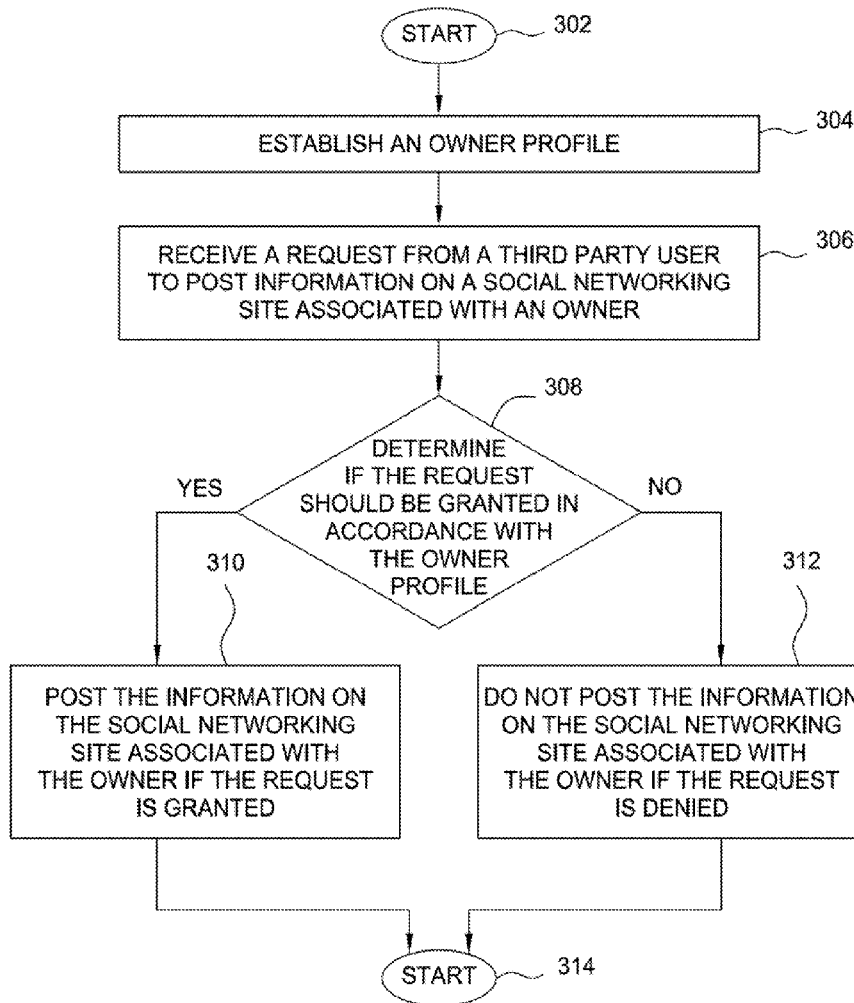 START
302
ESTABLISH AN OWNER PROFILE
304
RECEIVE A REQUEST FROM A THIRD PARTY USER
TO POST INFORMATION ON A SOCIAL NETWORKING
SITE ASSOCIATED WITH AN OWNER
306
308
DETERMINE
IF THE REQUEST
SHOULD BE GRANTED IN
ACCORDANCE WITH
THE OWNER
PROFILE
YES
NO
310
POST THE INFORMATION ON
THE SOCIAL NETWORKING
SITE ASSOCIATED WITH
THE OWNER IF THE REQUEST
IS GRANTED
312
DO NOT POST THE INFORMATION
ON THE SOCIAL NETWORKING
SITE ASSOCIATED WITH
THE OWNER IF THE REQUEST
IS DENIED
START
314